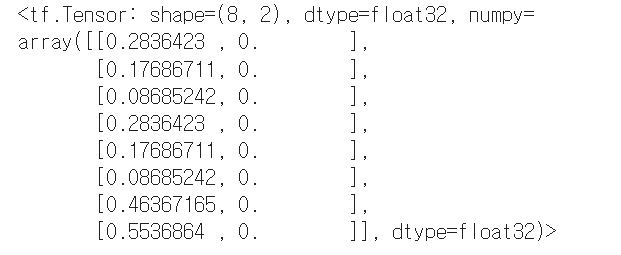 <tf.Tensor: shape=(8, 2), dtype=float32, numpy=
array([[0.2836423 , 0.        ],
       [0.17686711, 0.        ],
       [0.08685242, 0.        ],
       [0.2836423 , 0.        ],
       [0.17686711, 0.        ],
       [0.08685242, 0.        ],
       [0.46367165, 0.        ],
       [0.5536864 , 0.        ]], dtype=float32)>